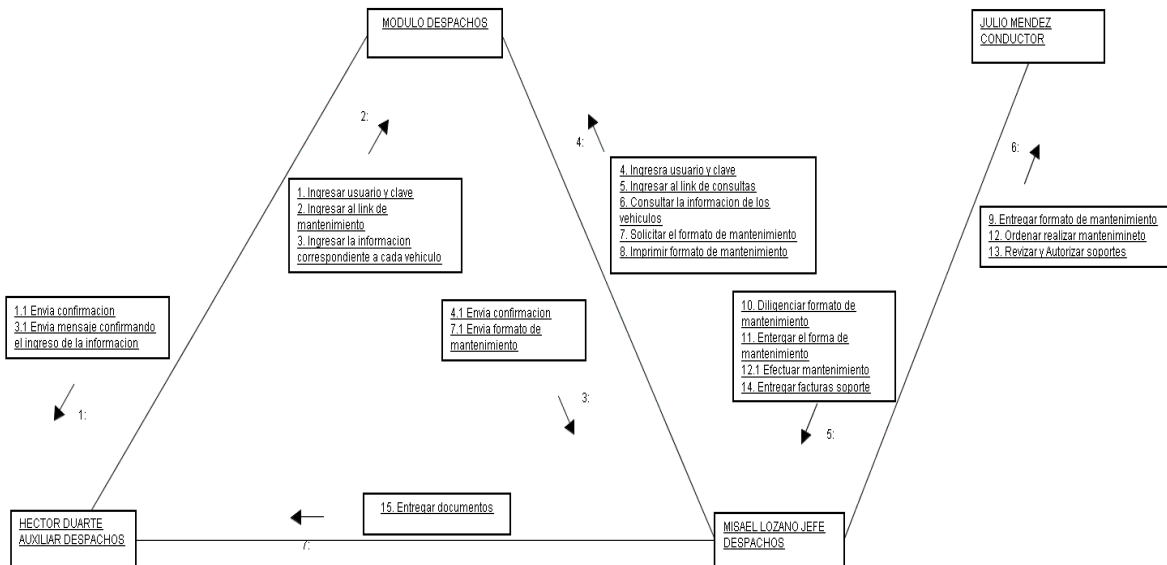 MODULO DESPACHOS
JULIO MENDEZ
CONDUCTOR
2:
4:
6:
1. Ingresar usuario y clave
2. Ingresar al link de
mantenimiento
3. Ingresar la informacion
correspondiente a cada vehiculo
4. Ingresra usuario y clave
5. Ingresar al link de consultas
6. Consultar la informacion de los
vehiculos
7. Solicitar el formato de mantenimiento
8. Imprimir formato de mantenimiento
9. Entregar formato de mantenimiento
12. Ordenar realizar mantenimineto
13. Revizar y Autorizar soportes
1.1 Envia confirmacion
3.1 Envia mensaje confirmando
el ingreso de la informacion
4.1 Envia confirmacion
7.1 Envia formato de
mantenimiento
10. Diligenciar formato de
mantenimiento
11. Entergar el forma de
mantenimiento
12.1 Efectuar mantenimiento
14. Entregar facturas soporte
1:
3:
5:
15. Entregar documentos
HECTOR DUARTE
AUXILIAR DESPACHOS
7:
MISAEL LOZANO JEFE
DESPACHOS